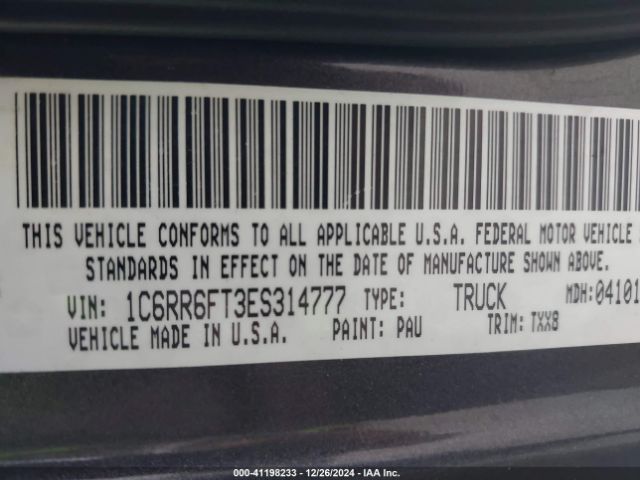 THIS VEHICLE CONFORMS TO ALL APPLICABLE U.S.A. FEDERAL MOTOR VEHICLE
STANDARDS IN EFFECT ON THE DATE OF MANUFACTURE SHOWN ABOVE.
VIN: 1C6RR6FT3ES314777 TYPE: TRUCK MDH:04101
VEHICLE MADE IN U.S.A. PAINT: PAU TRIM: TXX8
000-41198233 - 12/26/2024 - IAA Inc.